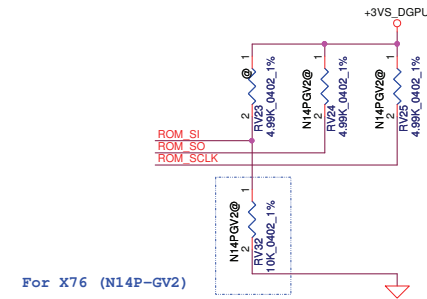 +3VS_DGPU
1
@
2
RV23
4.99K_0402_1%
1
N14PGV2@
2
RV24
4.99K_0402_1%
1
N14PGV2@
2
RV25
4.99K_0402_1%
ROM_SI
ROM_SO
ROM_SCLK
1
N14PGV2@
2
RV32
10K_0402_1%
For X76 (N14P-GV2)